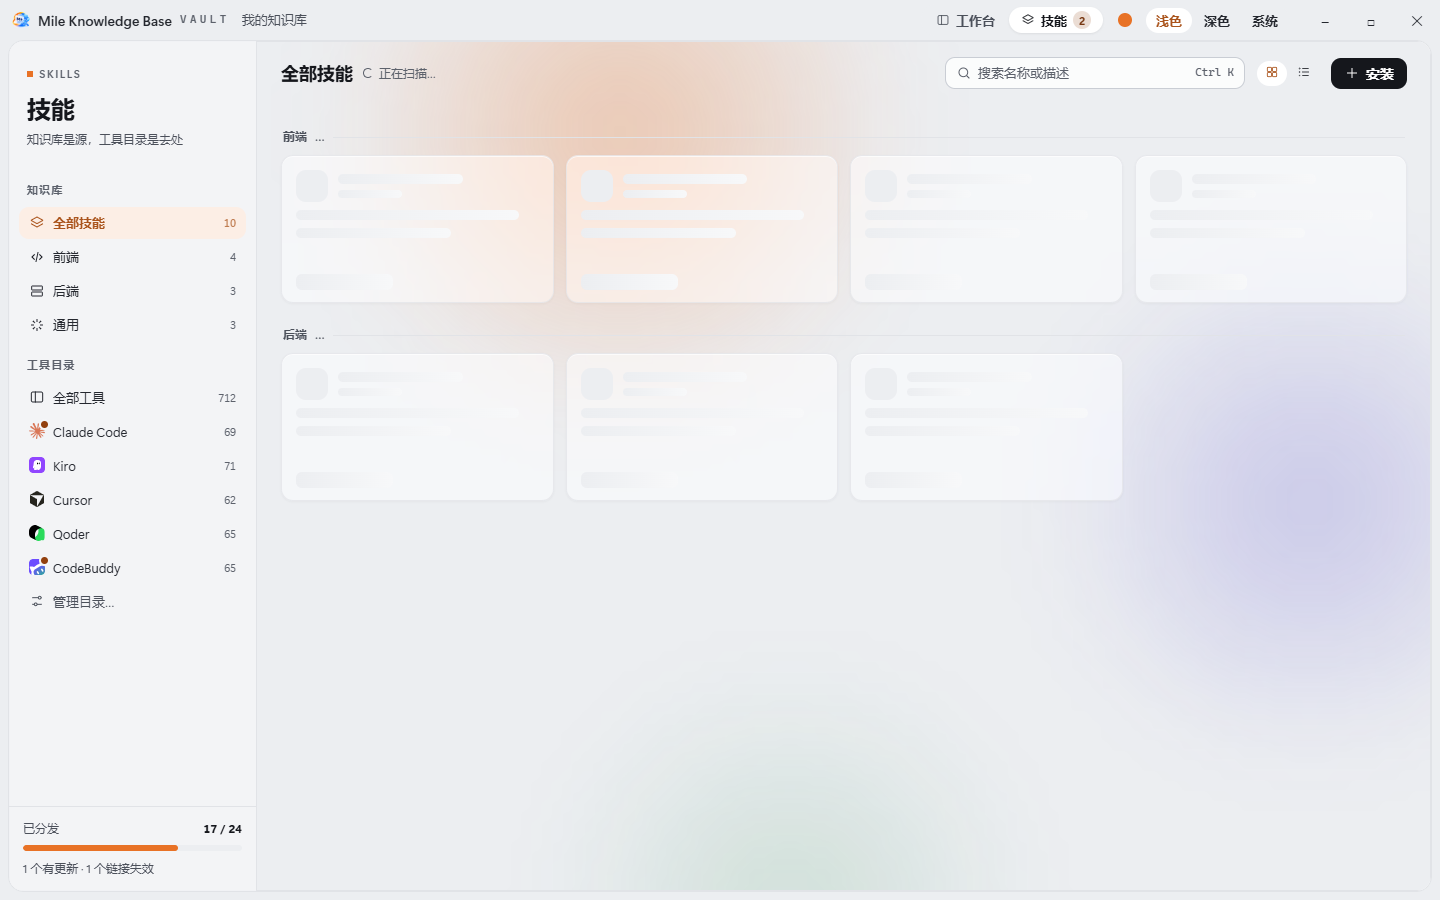 Mile Knowledge Base VAULT 我的知识库
工作台 技能 2 浅色 深色 系统
SKILLS
技能
知识库是源，工具目录是去处
知识库
全部技能 10
前端 4
后端 3
通用 3
工具目录
全部工具 712
Claude Code 69
Kiro 71
Cursor 62
Qoder 65
CodeBuddy 65
管理目录...
已分发 17 / 24
1 个有更新 · 1 个链接失效
全部技能 正在扫描...
搜索名称或描述 Ctrl K
安装
前端 ...
后端 ...